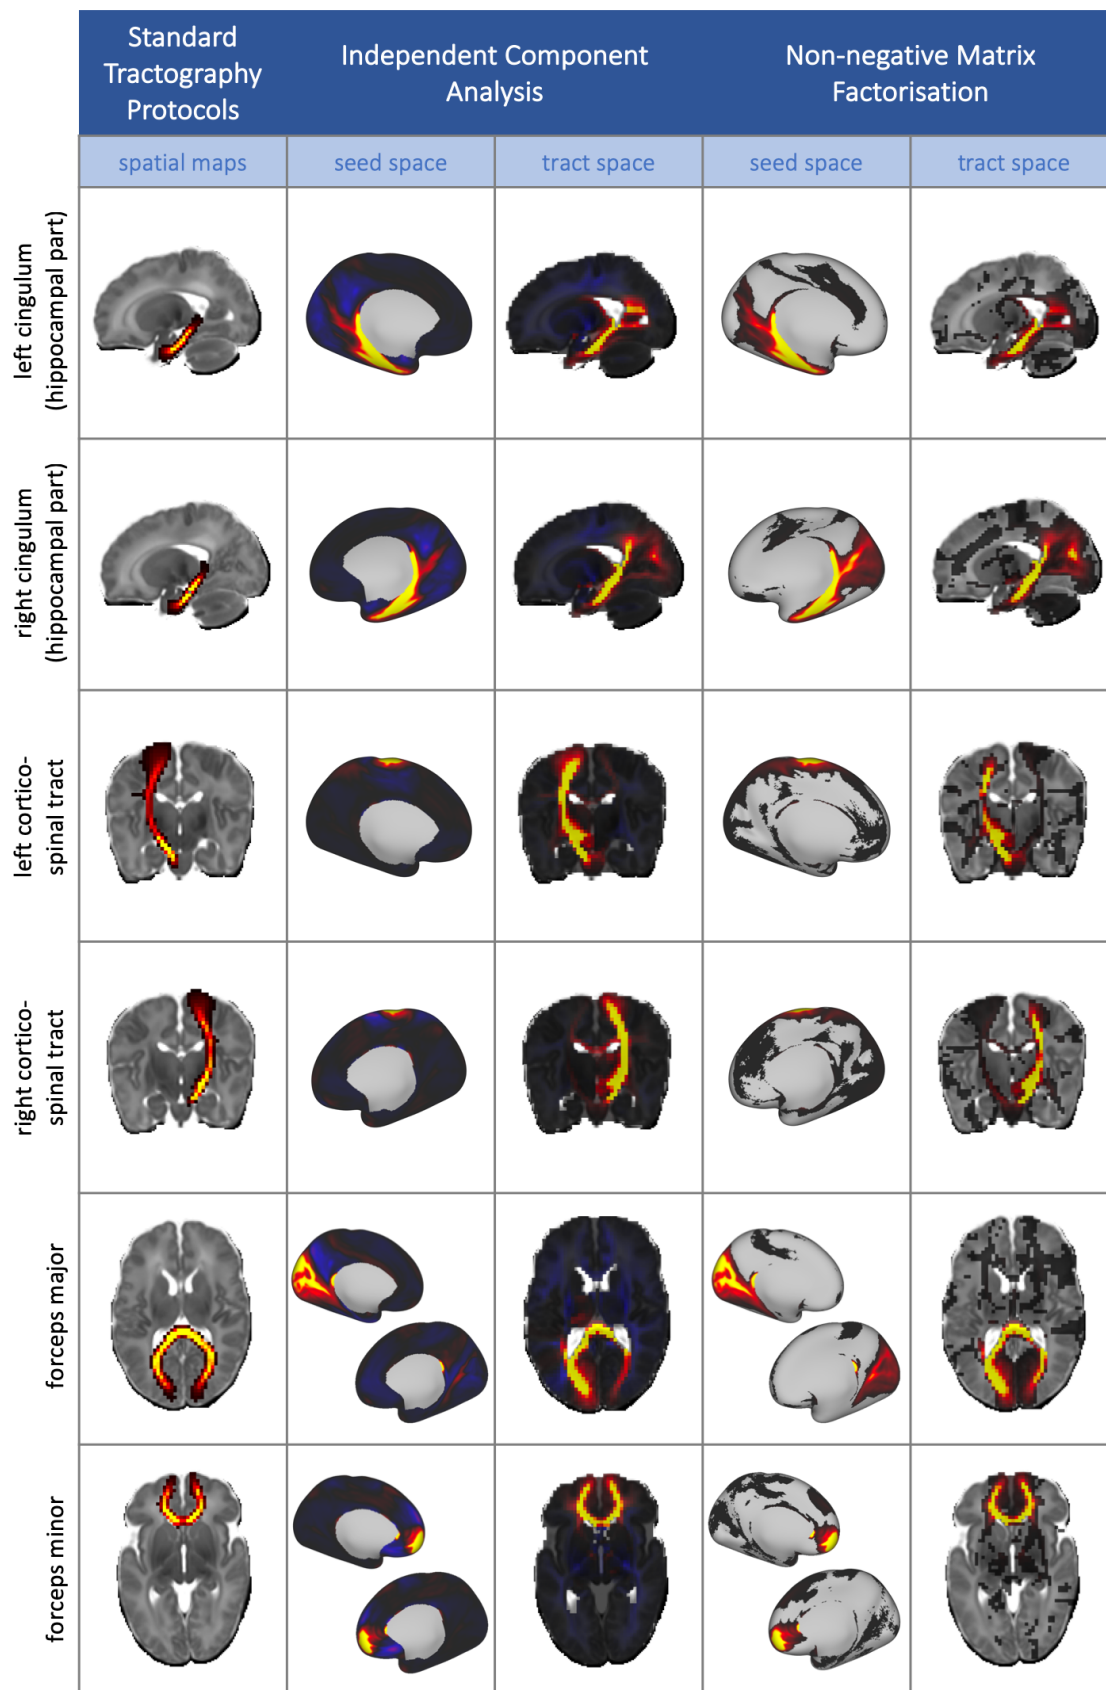 Standard
Tractography
Protocols
Independent Component
Analysis
Non-negative Matrix
Factorisation
spatial maps
seed space
tract space
seed space
tract space
left cingulum
(hippocampal part)
right cingulum
(hippocampal part)
left cortico-
spinal tract
right cortico-
spinal tract
forceps major
forceps minor